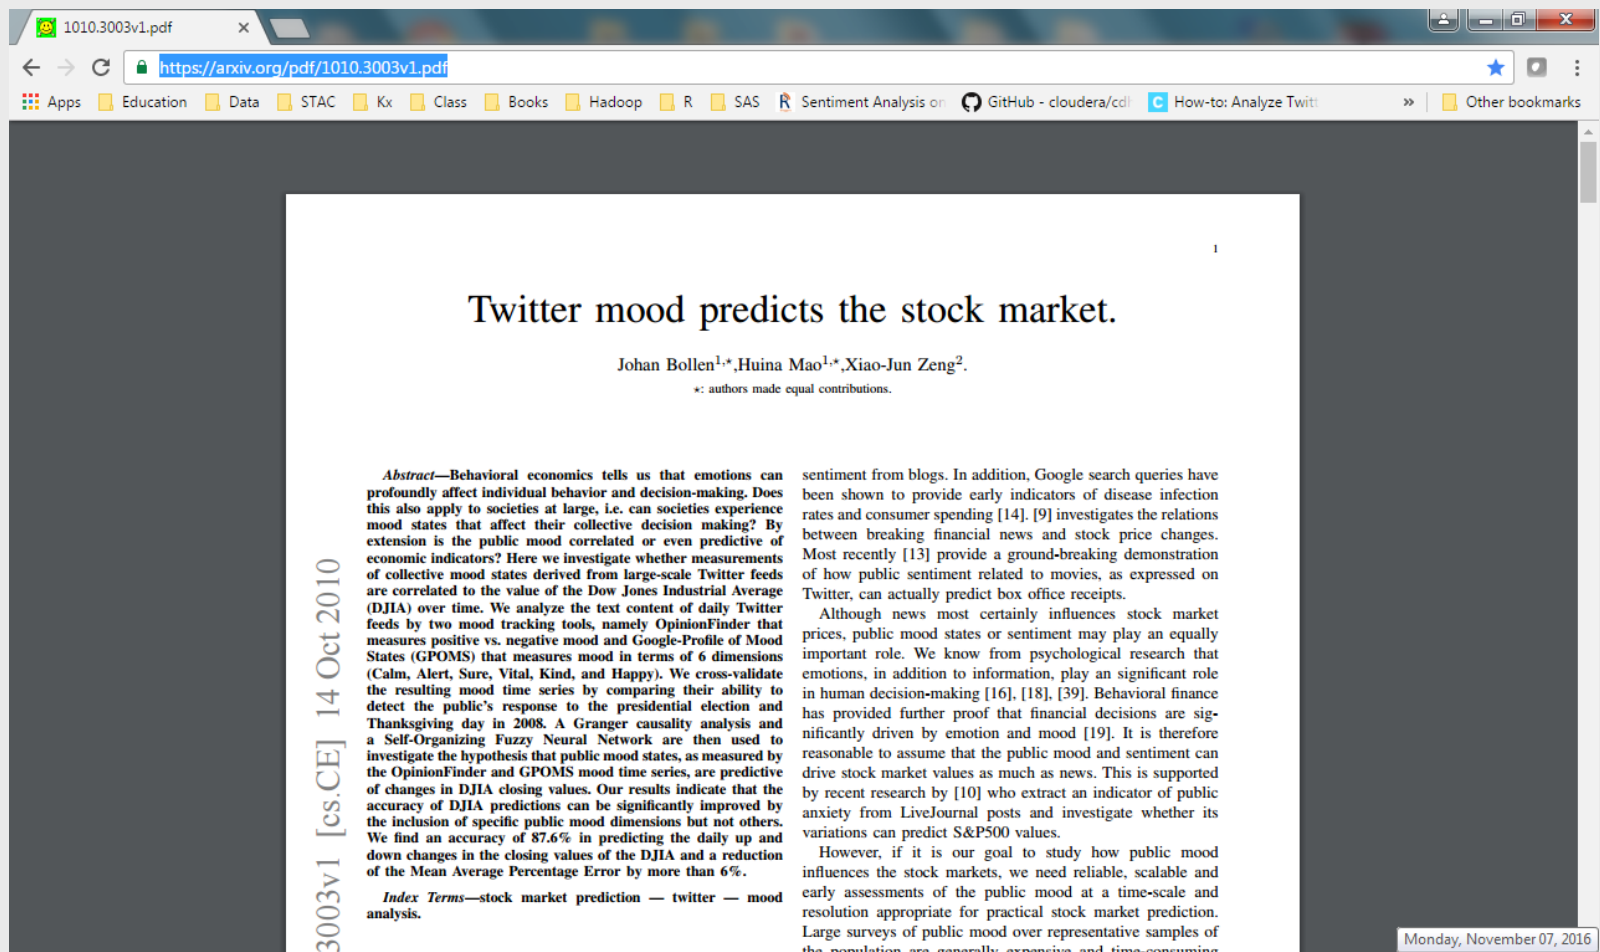 1010.3003v1.pdf
https://arxiv.org/pdf/1010.3003v1.pdf
Apps Education Data STAC Kx Class Books Hadoop R SAS Sentiment Analysis on GitHub - cloudera/cdh How-to: Analyze Twitt » Other bookmarks
1
Twitter mood predicts the stock market.
Johan Bollen1,⋆,Huina Mao1,⋆,Xiao-Jun Zeng2.
⋆: authors made equal contributions.
Abstract—Behavioral economics tells us that emotions can
profoundly affect individual behavior and decision-making. Does
this also apply to societies at large, i.e. can societies experience
mood states that affect their collective decision making? By
extension is the public mood correlated or even predictive of
economic indicators? Here we investigate whether measurements
of collective mood states derived from large-scale Twitter feeds
are correlated to the value of the Dow Jones Industrial Average
(DJIA) over time. We analyze the text content of daily Twitter
feeds by two mood tracking tools, namely OpinionFinder that
measures positive vs. negative mood and Google-Profile of Mood
States (GPOMS) that measures mood in terms of 6 dimensions
(Calm, Alert, Sure, Vital, Kind, and Happy). We cross-validate
the resulting mood time series by comparing their ability to
detect the public's response to the presidential election and
Thanksgiving day in 2008. A Granger causality analysis and
a Self-Organizing Fuzzy Neural Network are then used to
investigate the hypothesis that public mood states, as measured by
the OpinionFinder and GPOMS mood time series, are predictive
of changes in DJIA closing values. Our results indicate that the
accuracy of DJIA predictions can be significantly improved by
the inclusion of specific public mood dimensions but not others.
We find an accuracy of 87.6% in predicting the daily up and
down changes in the closing values of the DJIA and a reduction
of the Mean Average Percentage Error by more than 6%.
Index Terms—stock market prediction — twitter — mood
analysis.
sentiment from blogs. In addition, Google search queries have
been shown to provide early indicators of disease infection
rates and consumer spending [14]. [9] investigates the relations
between breaking financial news and stock price changes.
Most recently [13] provide a ground-breaking demonstration
of how public sentiment related to movies, as expressed on
Twitter, can actually predict box office receipts.
Although news most certainly influences stock market
prices, public mood states or sentiment may play an equally
important role. We know from psychological research that
emotions, in addition to information, play an significant role
in human decision-making [16], [18], [39]. Behavioral finance
has provided further proof that financial decisions are sig-
nificantly driven by emotion and mood [19]. It is therefore
reasonable to assume that the public mood and sentiment can
drive stock market values as much as news. This is supported
by recent research by [10] who extract an indicator of public
anxiety from LiveJournal posts and investigate whether its
variations can predict S&P500 values.
However, if it is our goal to study how public mood
influences the stock markets, we need reliable, scalable and
early assessments of the public mood at a time-scale and
resolution appropriate for practical stock market prediction.
Large surveys of public mood over representative samples of
the population are generally expensive and time-consuming
3003v1 [cs.CE] 14 Oct 2010
Monday, November 07, 2016